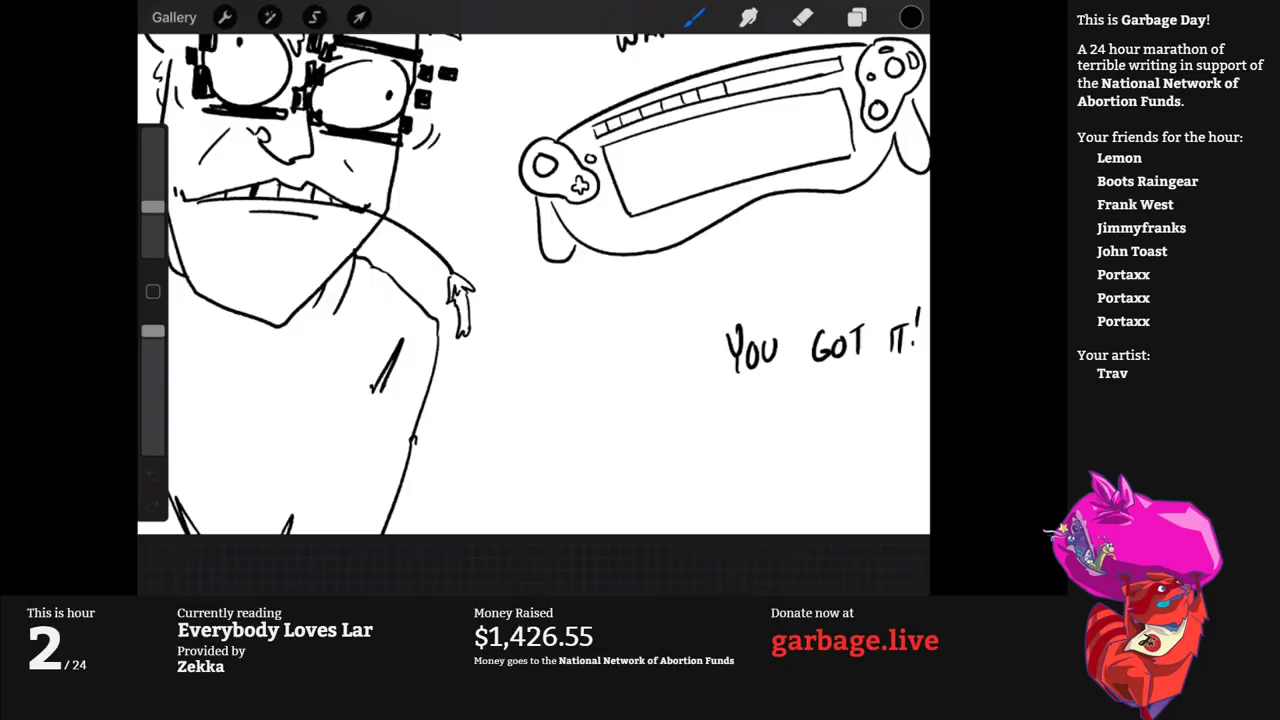 Gallery
YOU GOT IT!
This is Garbage Day!
A 24 hour marathon of
terrible writing in support of
the National Network of
Abortion Funds.
Your friends for the hour:
Lemon
Boots Raingear
Frank West
Jimmyfranks
John Toast
Portaxx
Portaxx
Portaxx
Your artist:
Trav
This is hour
2 / 24
Currently reading
Everybody Loves Lar
Provided by
Zekka
Money Raised
$1,426.55
Money goes to the National Network of Abortion Funds
Donate now at
garbage.live